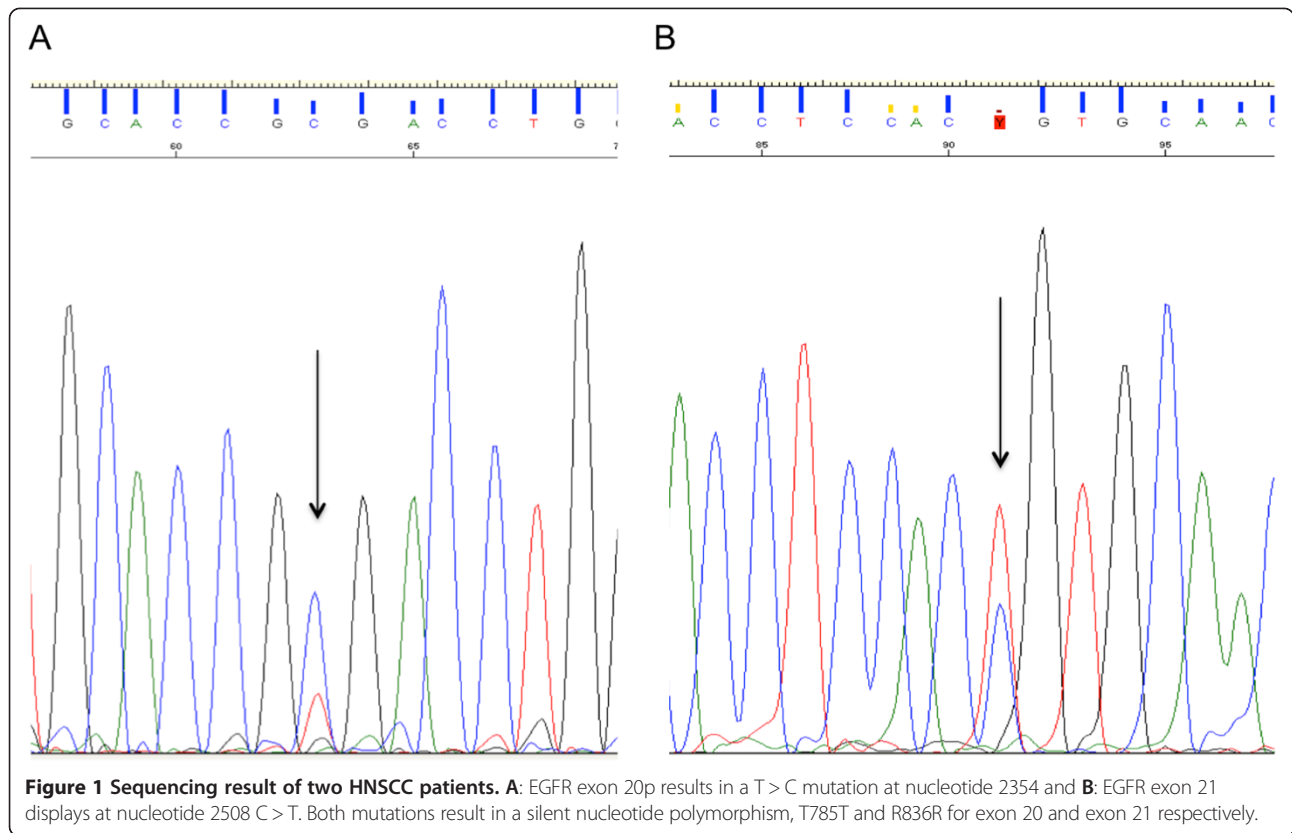 A
B
G C A C C G C G A C C T G
A C C T C C A C Y G T G C A A C
60 65 7
85 90 95
Figure 1 Sequencing result of two HNSCC patients. A: EGFR exon 20p results in a T > C mutation at nucleotide 2354 and B: EGFR exon 21
displays at nucleotide 2508 C > T. Both mutations result in a silent nucleotide polymorphism, T785T and R836R for exon 20 and exon 21 respectively.